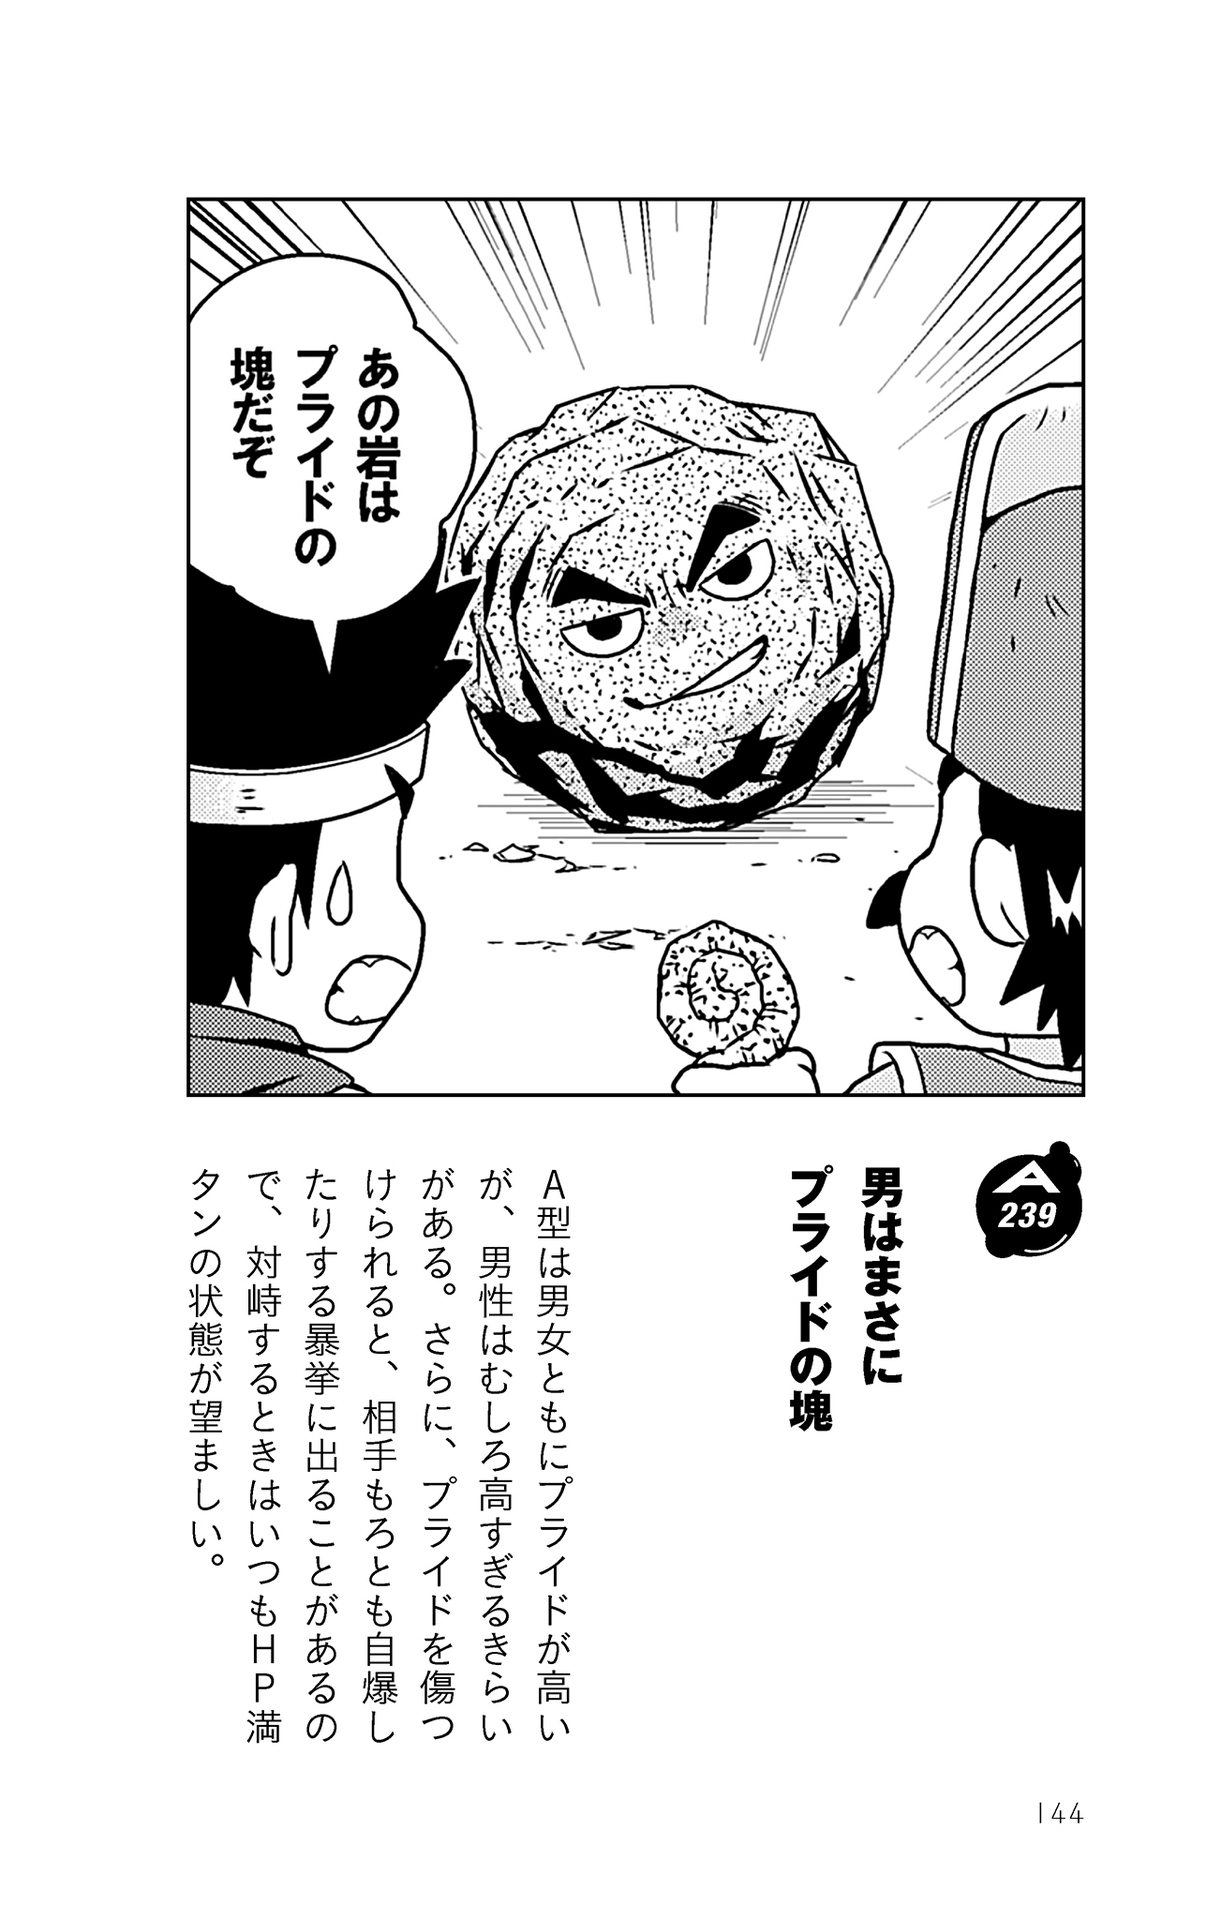 あの岩は
プライドの
塊だぞ
A
239
男はまさに
プライドの塊
A型は男女ともにプライドが高い
が、男性はむしろ高すぎるきらい
がある。さらに、プライドを傷つ
けられると、相手もろとも自爆し
たりする暴挙に出ることがあるの
で、対峙するときはいつもHP満
タンの状態が望ましい。
144